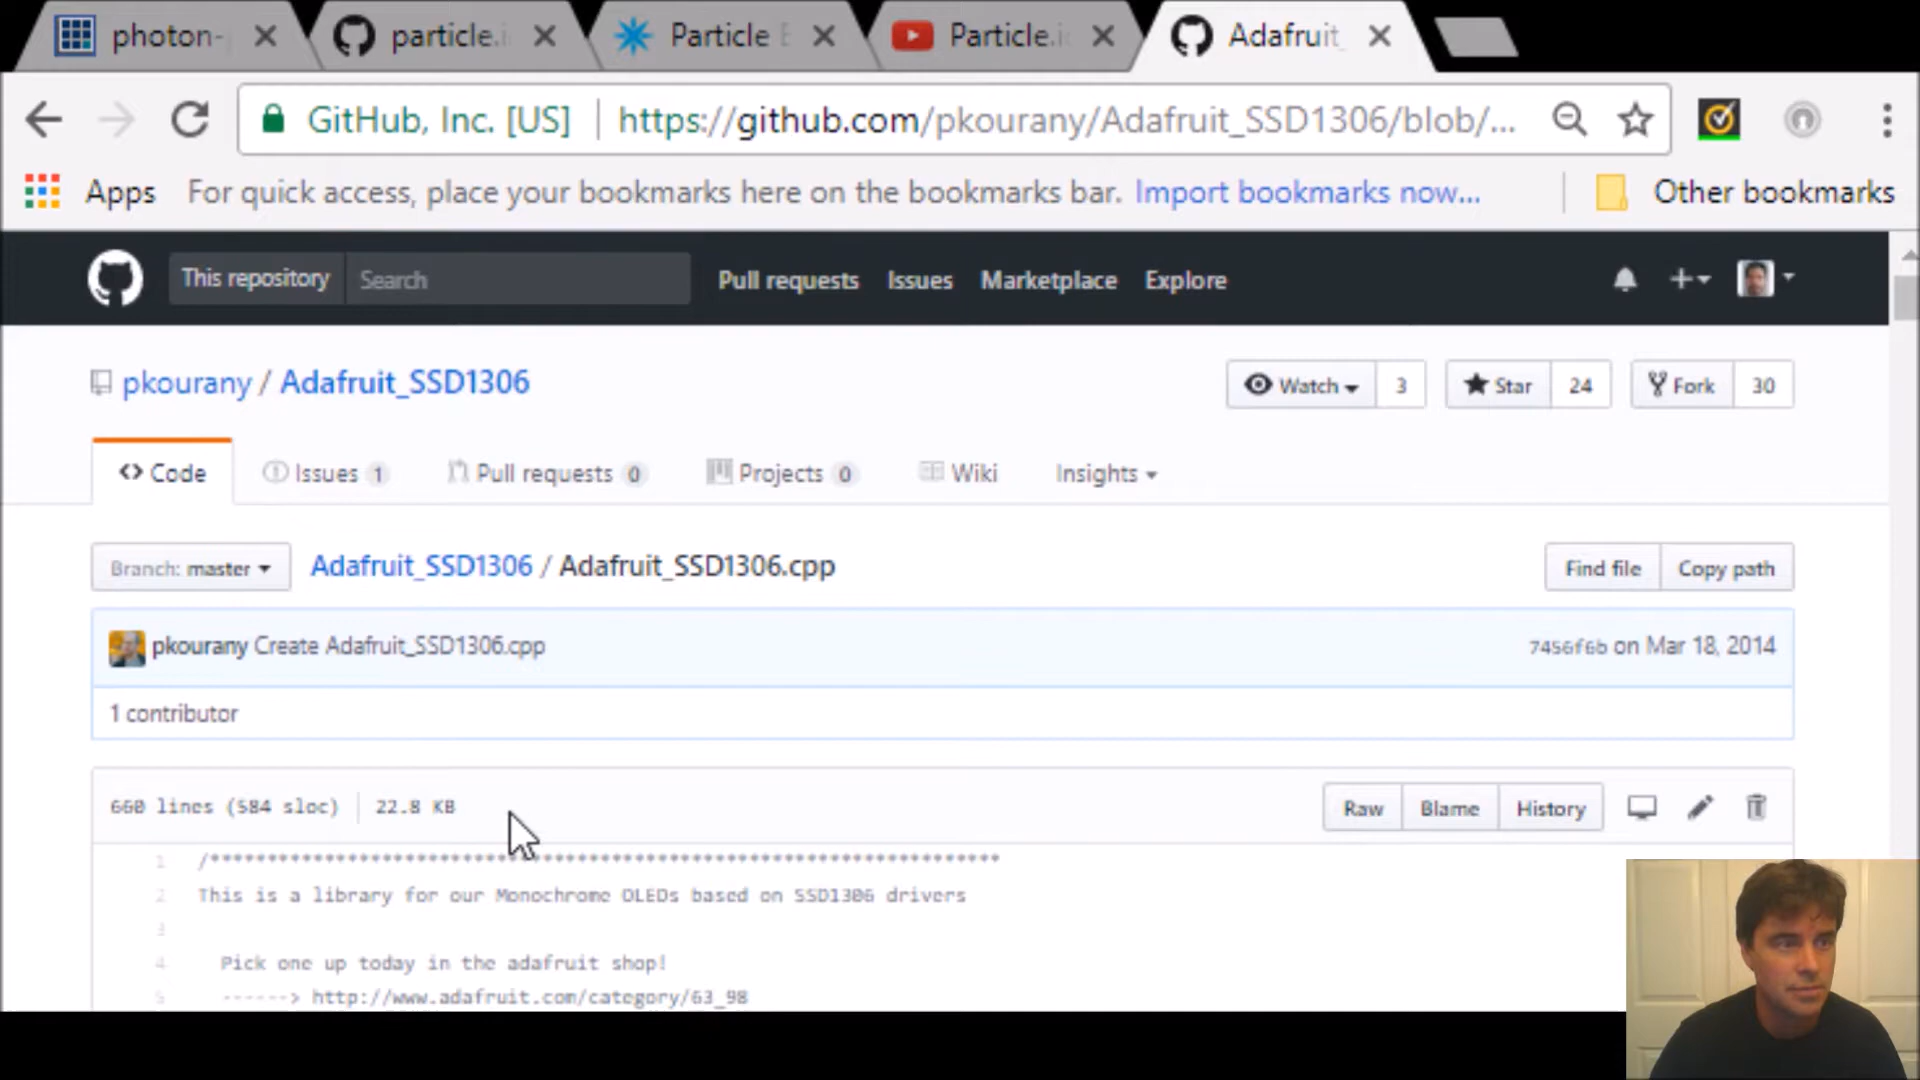 photon-
particle.i
Particle E
Particle.i
Adafruit_
GitHub, Inc. [US] https://github.com/pkourany/Adafruit_SSD1306/blob/...
Apps For quick access, place your bookmarks here on the bookmarks bar. Import bookmarks now... Other bookmarks
This repository Search Pull requests Issues Marketplace Explore
pkourany / Adafruit_SSD1306 Watch 3 Star 24 Fork 30
<> Code Issues 1 Pull requests 0 Projects 0 Wiki Insights
Branch: master Adafruit_SSD1306 / Adafruit_SSD1306.cpp Find file Copy path
pkourany Create Adafruit_SSD1306.cpp 7456f6b on Mar 18, 2014
1 contributor
660 lines (584 sloc) 22.8 KB Raw Blame History
1 /*********************************************************************
2 This is a library for our Monochrome OLEDs based on SSD1306 drivers
3
4 Pick one up today in the adafruit shop!
5 ------> http://www.adafruit.com/category/63_98